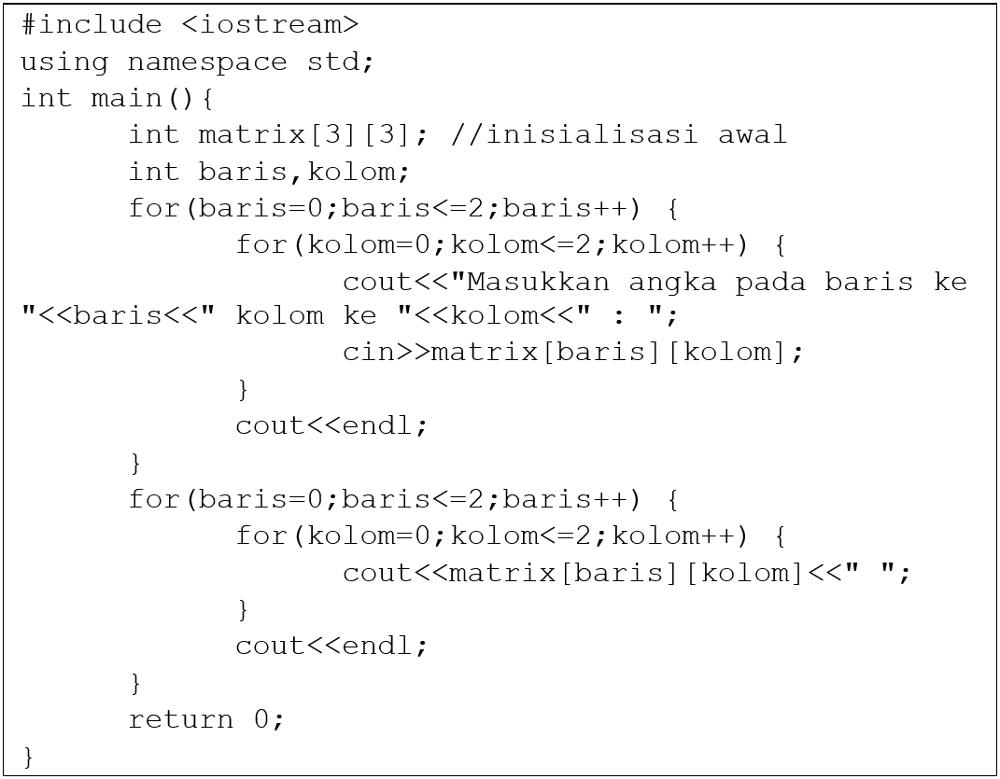 #include <iostream>
using namespace std;
int main(){
      int matrix[3][3]; //inisialisasi awal
      int baris,kolom;
      for(baris=0;baris<=2;baris++) {
            for(kolom=0;kolom<=2;kolom++) {
                  cout<<"Masukkan angka pada baris ke
"<<baris<<" kolom ke "<<kolom<<" : ";
                  cin>>matrix[baris][kolom];
            }
            cout<<endl;
      }
      for(baris=0;baris<=2;baris++) {
            for(kolom=0;kolom<=2;kolom++) {
                  cout<<matrix[baris][kolom]<<" ";
            }
            cout<<endl;
      }
      return 0;
}